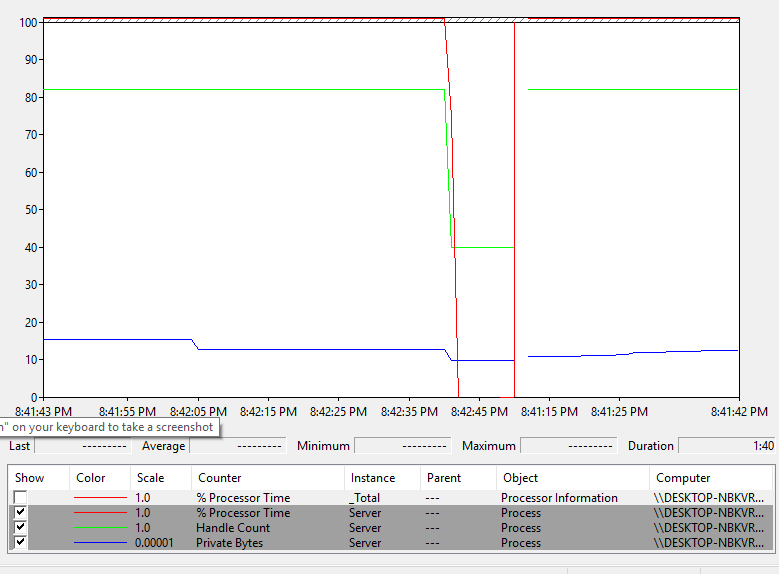 100
90
80
70
60
50
40
30
20
10
0
8:41:43 PM 8:41:55 PM 8:42:05 PM 8:42:15 PM 8:42:25 PM 8:42:35 PM 8:42:45 PM 8:41:15 PM 8:41:25 PM 8:41:42 PM
n" on your keyboard to take a screenshot
Last --------- Average --------- Minimum --------- Maximum --------- Duration 1:40
Show Color Scale Counter Instance Parent Object Computer
1.0 % Processor Time _Total --- Processor Information \\DESKTOP-NBKVR...
1.0 % Processor Time Server --- Process \\DESKTOP-NBKVR...
1.0 Handle Count Server --- Process \\DESKTOP-NBKVR...
0.00001 Private Bytes Server --- Process \\DESKTOP-NBKVR...